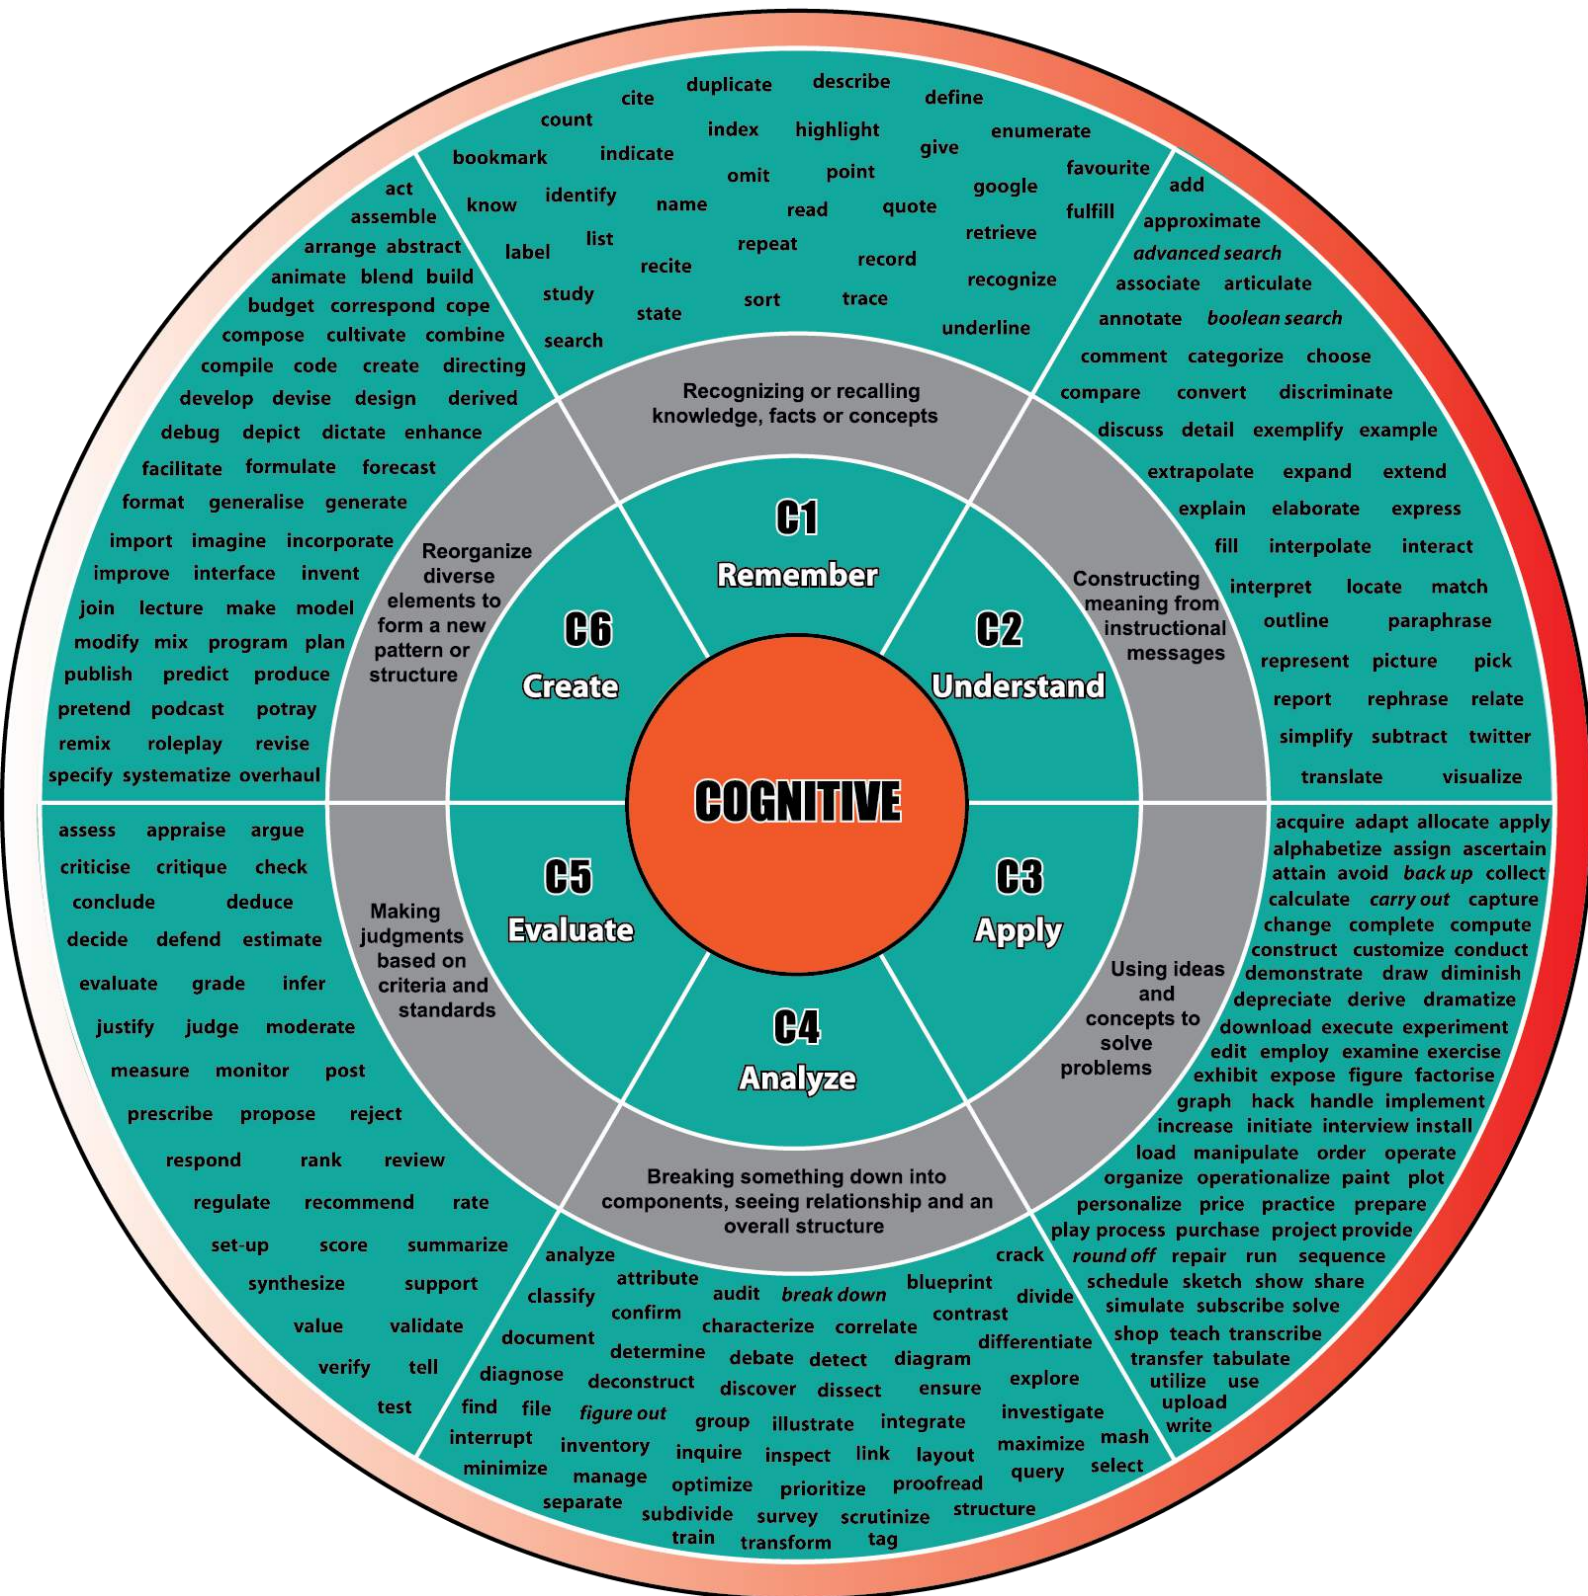 COGNITIVE
C1
Remember
Recognizing or recalling
knowledge, facts or concepts
duplicate describe
cite define
count index highlight enumerate
bookmark indicate give
omit point favourite
know identify name google
read quote fulfill
label list repeat retrieve
recite record
study recognize
state sort trace
search underline
C2
Understand
Constructing
meaning from
instructional
messages
add
approximate
advanced search
associate articulate
annotate boolean search
comment categorize choose
compare convert discriminate
discuss detail exemplify example
extrapolate expand extend
explain elaborate express
fill interpolate interact
interpret locate match
outline paraphrase
represent picture pick
report rephrase relate
simplify subtract twitter
translate visualize
C3
Apply
Using ideas
and
concepts to
solve
problems
acquire adapt allocate apply
alphabetize assign ascertain
attain avoid back up collect
calculate carry out capture
change complete compute
construct customize conduct
demonstrate draw diminish
depreciate derive dramatize
download execute experiment
edit employ examine exercise
exhibit expose figure factorise
graph hack handle implement
increase initiate interview install
load manipulate order operate
organize operationalize paint plot
personalize price practice prepare
play process purchase project provide
round off repair run sequence
schedule sketch show share
simulate subscribe solve
shop teach transcribe
transfer tabulate
utilize use
upload
write
C4
Analyze
Breaking something down into
components, seeing relationship and an
overall structure
analyze crack
attribute blueprint
classify audit break down divide
confirm contrast
document characterize correlate differentiate
determine debate detect diagram
diagnose deconstruct discover dissect ensure explore
find file figure out group illustrate integrate investigate
interrupt inventory inquire inspect link layout maximize mash
minimize manage optimize prioritize proofread query select
separate subdivide survey scrutinize structure
train transform tag
C5
Evaluate
Making
judgments
based on
criteria and
standards
assess appraise argue
criticise critique check
conclude deduce
decide defend estimate
evaluate grade infer
justify judge moderate
measure monitor post
prescribe propose reject
respond rank review
regulate recommend rate
set-up score summarize
synthesize support
value validate
verify tell
test
C6
Create
Reorganize
diverse
elements to
form a new
pattern or
structure
act
assemble
arrange abstract
animate blend build
budget correspond cope
compose cultivate combine
compile code create directing
develop devise design derived
debug depict dictate enhance
facilitate formulate forecast
format generalise generate
import imagine incorporate
improve interface invent
join lecture make model
modify mix program plan
publish predict produce
pretend podcast potray
remix roleplay revise
specify systematize overhaul